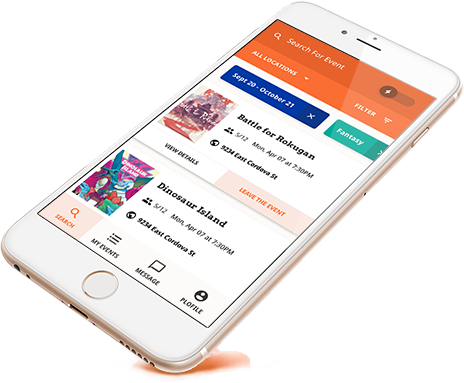 Search For Event
ALL LOCATIONS
FILTER
Sept 20 - October 21
Fantasy
Battle for Rokugan
5/12 Mon, Apr 07 at 7:30PM
9234 East Cordova St
VIEW DETAILS
LEAVE THE EVENT
Dinosaur Island
5/12 Mon, Apr 07 at 7:30PM
9234 East Cordova St
SEARCH
MY EVENTS
MESSAGE
PLOFILE